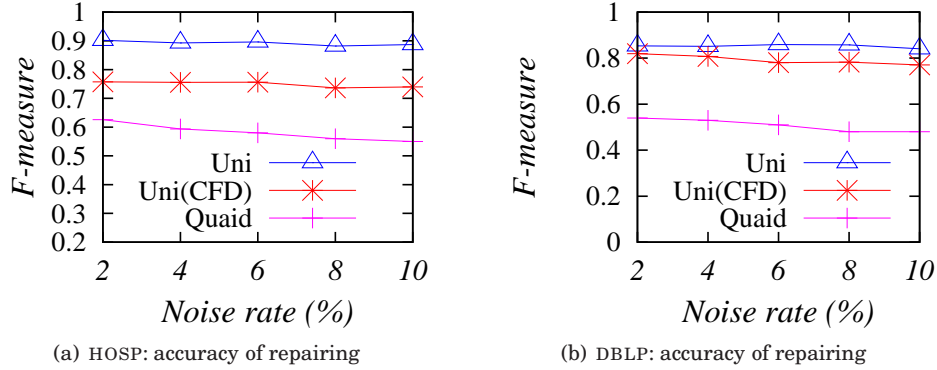 1
0.9
0.8
0.7
0.6
0.5
0.4
0.3
0.2
F-measure
Uni
Uni(CFD)
Quaid
2 4 6 8 10
Noise rate (%)
(a) HOSP: accuracy of repairing
1
0.8
0.6
0.4
0.2
0
F-measure
Uni
Uni(CFD)
Quaid
2 4 6 8 10
Noise rate (%)
(b) DBLP: accuracy of repairing